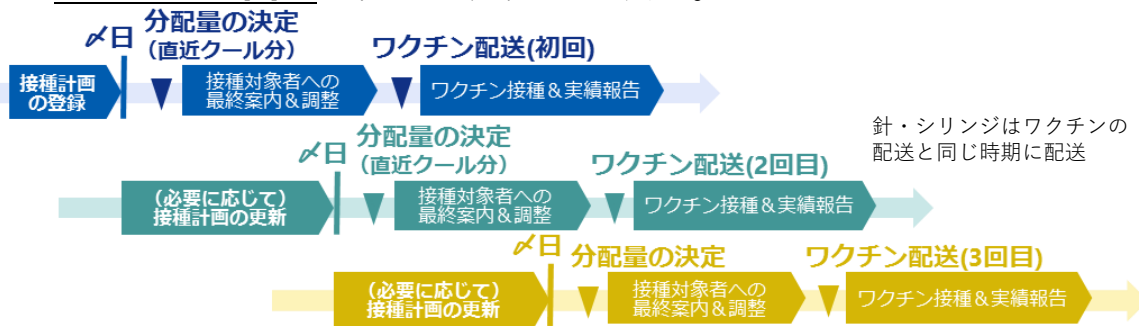 分配量の決定
〆日
(直近クール分)
ワクチン配送(初回)
接種計画
の登録
接種対象者への
最終案内&調整
ワクチン接種&実績報告
針・シリンジはワクチンの
配送と同じ時期に配送
分配量の決定
〆日
(直近クール分)
ワクチン配送(2回目)
(必要に応じて)
接種計画の更新
接種対象者への
最終案内&調整
ワクチン接種&実績報告
〆日
分配量の決定
ワクチン配送(3回目)
(必要に応じて)
接種計画の更新
接種対象者への
最終案内&調整
ワクチン接種&実績報告